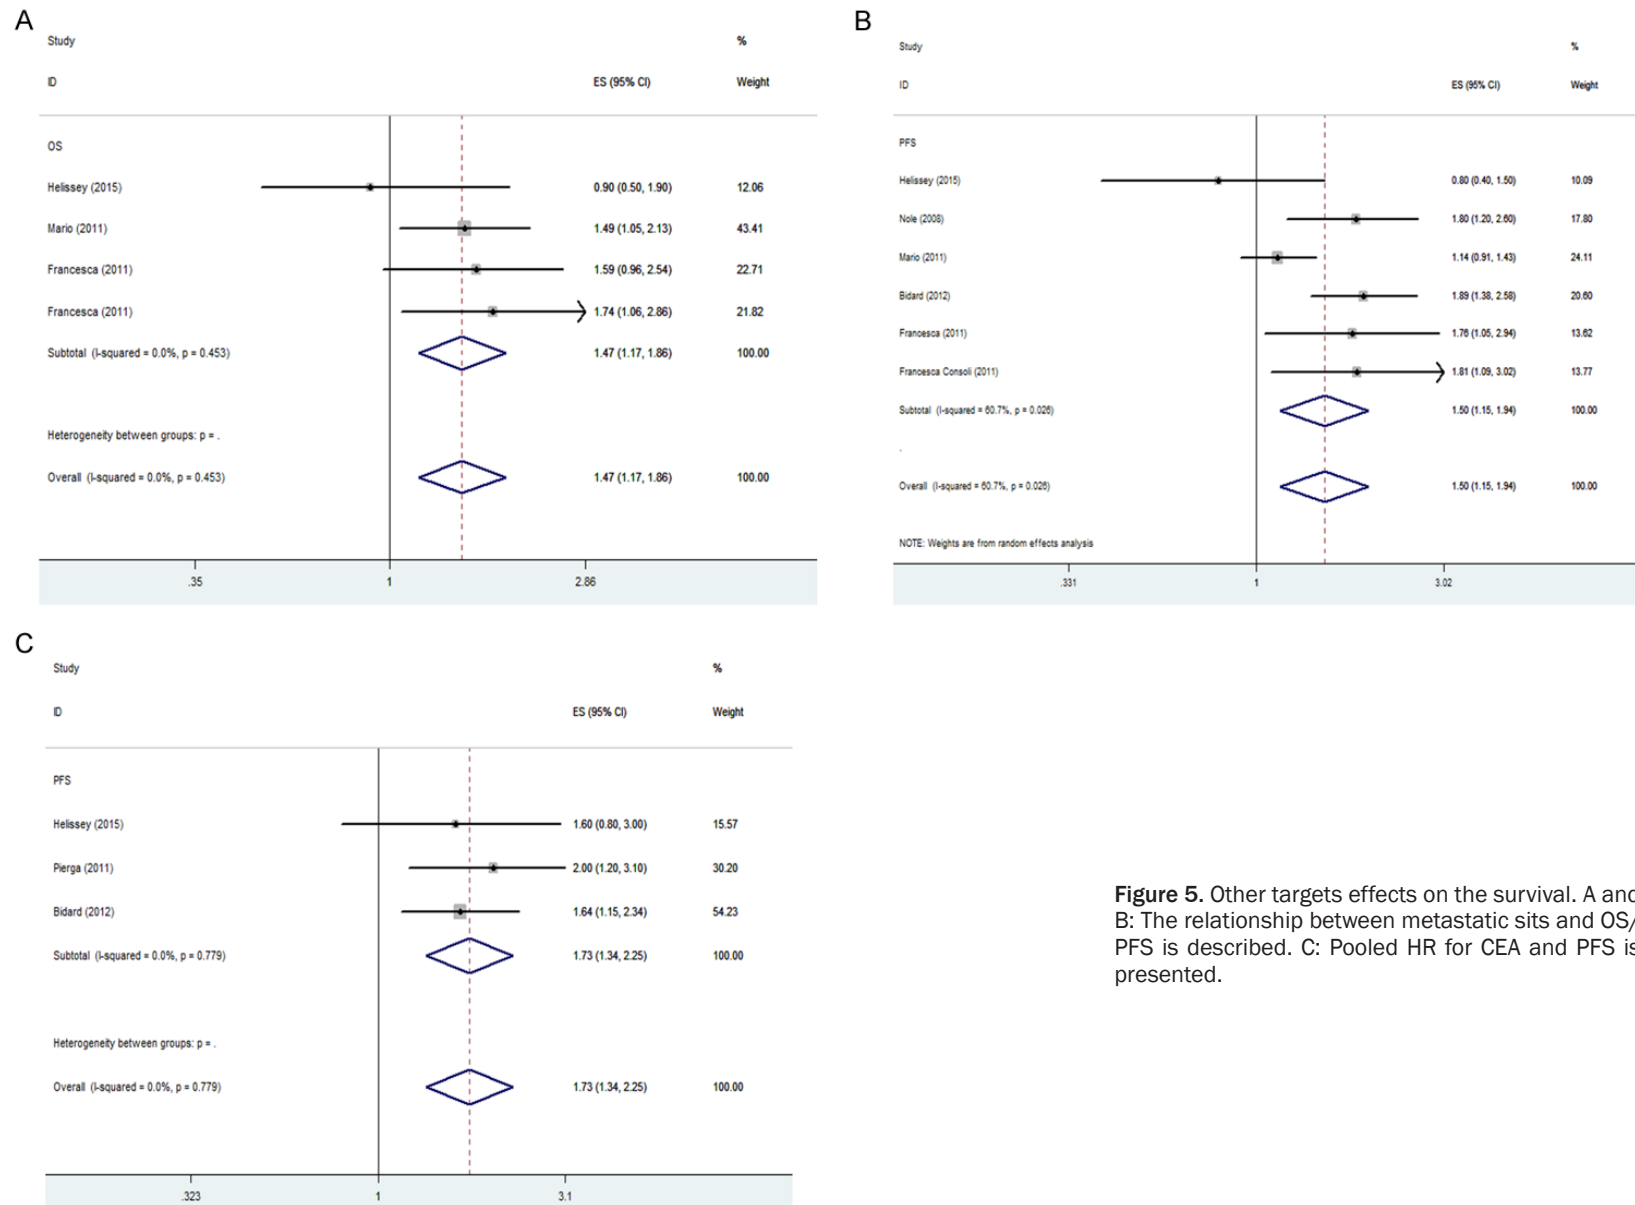 A
Study %
ID ES (95% CI) Weight
OS
Helissey (2015) 0.90 (0.50, 1.90) 12.06
Mario (2011) 1.49 (1.05, 2.13) 43.41
Francesca (2011) 1.59 (0.96, 2.54) 22.71
Francesca (2011) 1.74 (1.06, 2.86) 21.82
Subtotal (I-squared = 0.0%, p = 0.453) 1.47 (1.17, 1.86) 100.00
Heterogeneity between groups: p = .
Overall (I-squared = 0.0%, p = 0.453) 1.47 (1.17, 1.86) 100.00
.35 1 2.86
B
Study %
ID ES (95% CI) Weight
PFS
Helissey (2015) 0.80 (0.40, 1.50) 10.09
Nole (2008) 1.80 (1.20, 2.60) 17.80
Mario (2011) 1.14 (0.91, 1.43) 24.11
Bidard (2012) 1.89 (1.38, 2.58) 20.60
Francesca (2011) 1.76 (1.05, 2.94) 13.62
Francesca Consoli (2011) 1.81 (1.09, 3.02) 13.77
Subtotal (I-squared = 60.7%, p = 0.026) 1.50 (1.15, 1.94) 100.00
.
Overall (I-squared = 60.7%, p = 0.026) 1.50 (1.15, 1.94) 100.00
NOTE: Weights are from random effects analysis
.331 1 3.02
C
Study %
ID ES (95% CI) Weight
PFS
Helissey (2015) 1.60 (0.80, 3.00) 15.57
Pierga (2011) 2.00 (1.20, 3.10) 30.20
Bidard (2012) 1.64 (1.15, 2.34) 54.23
Subtotal (I-squared = 0.0%, p = 0.779) 1.73 (1.34, 2.25) 100.00
Heterogeneity between groups: p = .
Overall (I-squared = 0.0%, p = 0.779) 1.73 (1.34, 2.25) 100.00
.323 1 3.1
Figure 5. Other targets effects on the survival. A and
B: The relationship between metastatic sits and OS/
PFS is described. C: Pooled HR for CEA and PFS is
presented.